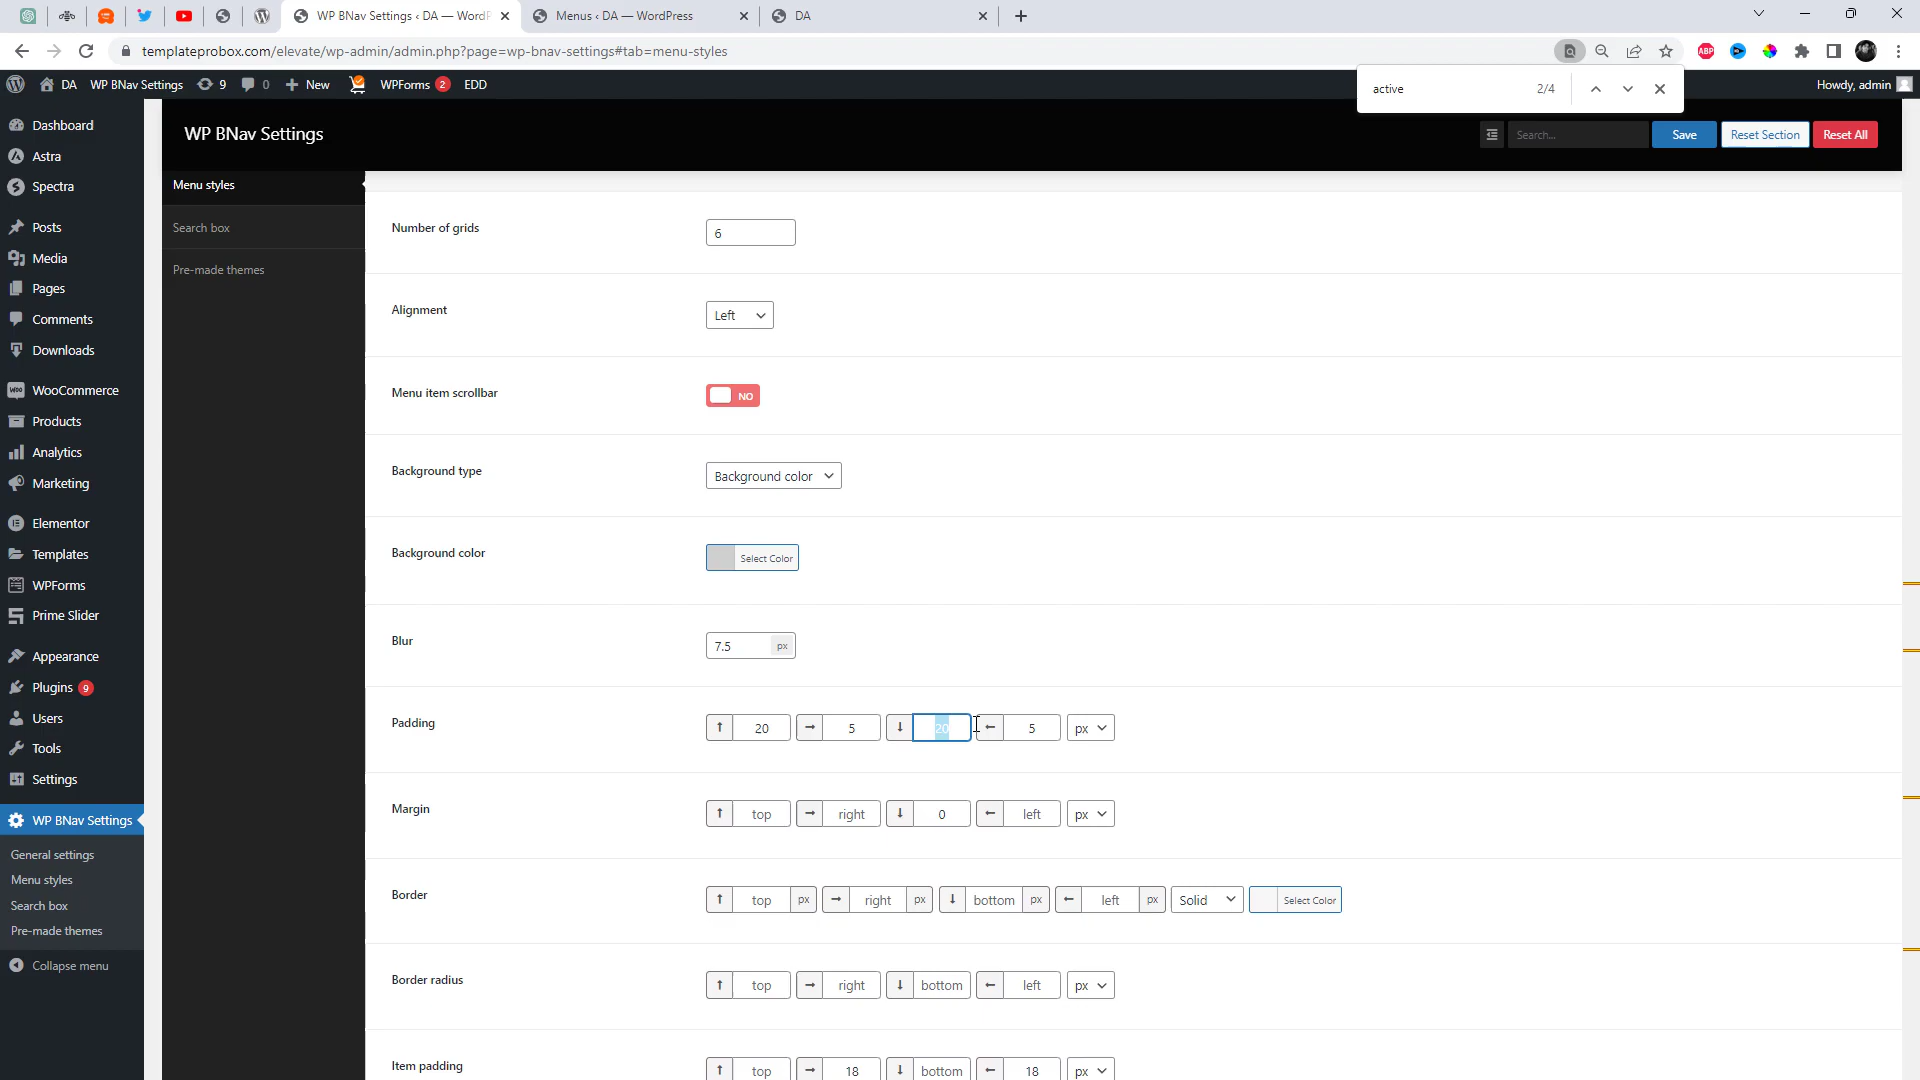 WP BNav Settings ‹ DA — WordP
Menus ‹ DA — WordPress
DA
templateprobox.com/elevate/wp-admin/admin.php?page=wp-bnav-settings#tab=menu-styles
ABP
active
2/4
DA
WP BNav Settings
9
0
New
WPForms
2
EDD
Howdy, admin
Dashboard
Astra
Spectra
Posts
Media
Pages
Comments
Downloads
WooCommerce
Products
Analytics
Marketing
Elementor
Templates
WPForms
Prime Slider
Appearance
Plugins 9
Users
Tools
Settings
WP BNav Settings
General settings
Menu styles
Search box
Pre-made themes
Collapse menu
WP BNav Settings
Search...
Save
Reset Section
Reset All
Menu styles
Search box
Pre-made themes
Number of grids
6
Alignment
Left
Menu item scrollbar
NO
Background type
Background color
Background color
Select Color
Blur
7.5 px
Padding
20 5 20 5 px
Margin
top right 0 left px
Border
top px right px bottom px left px Solid Select Color
Border radius
top right bottom left px
Item padding
top 18 bottom 18 px